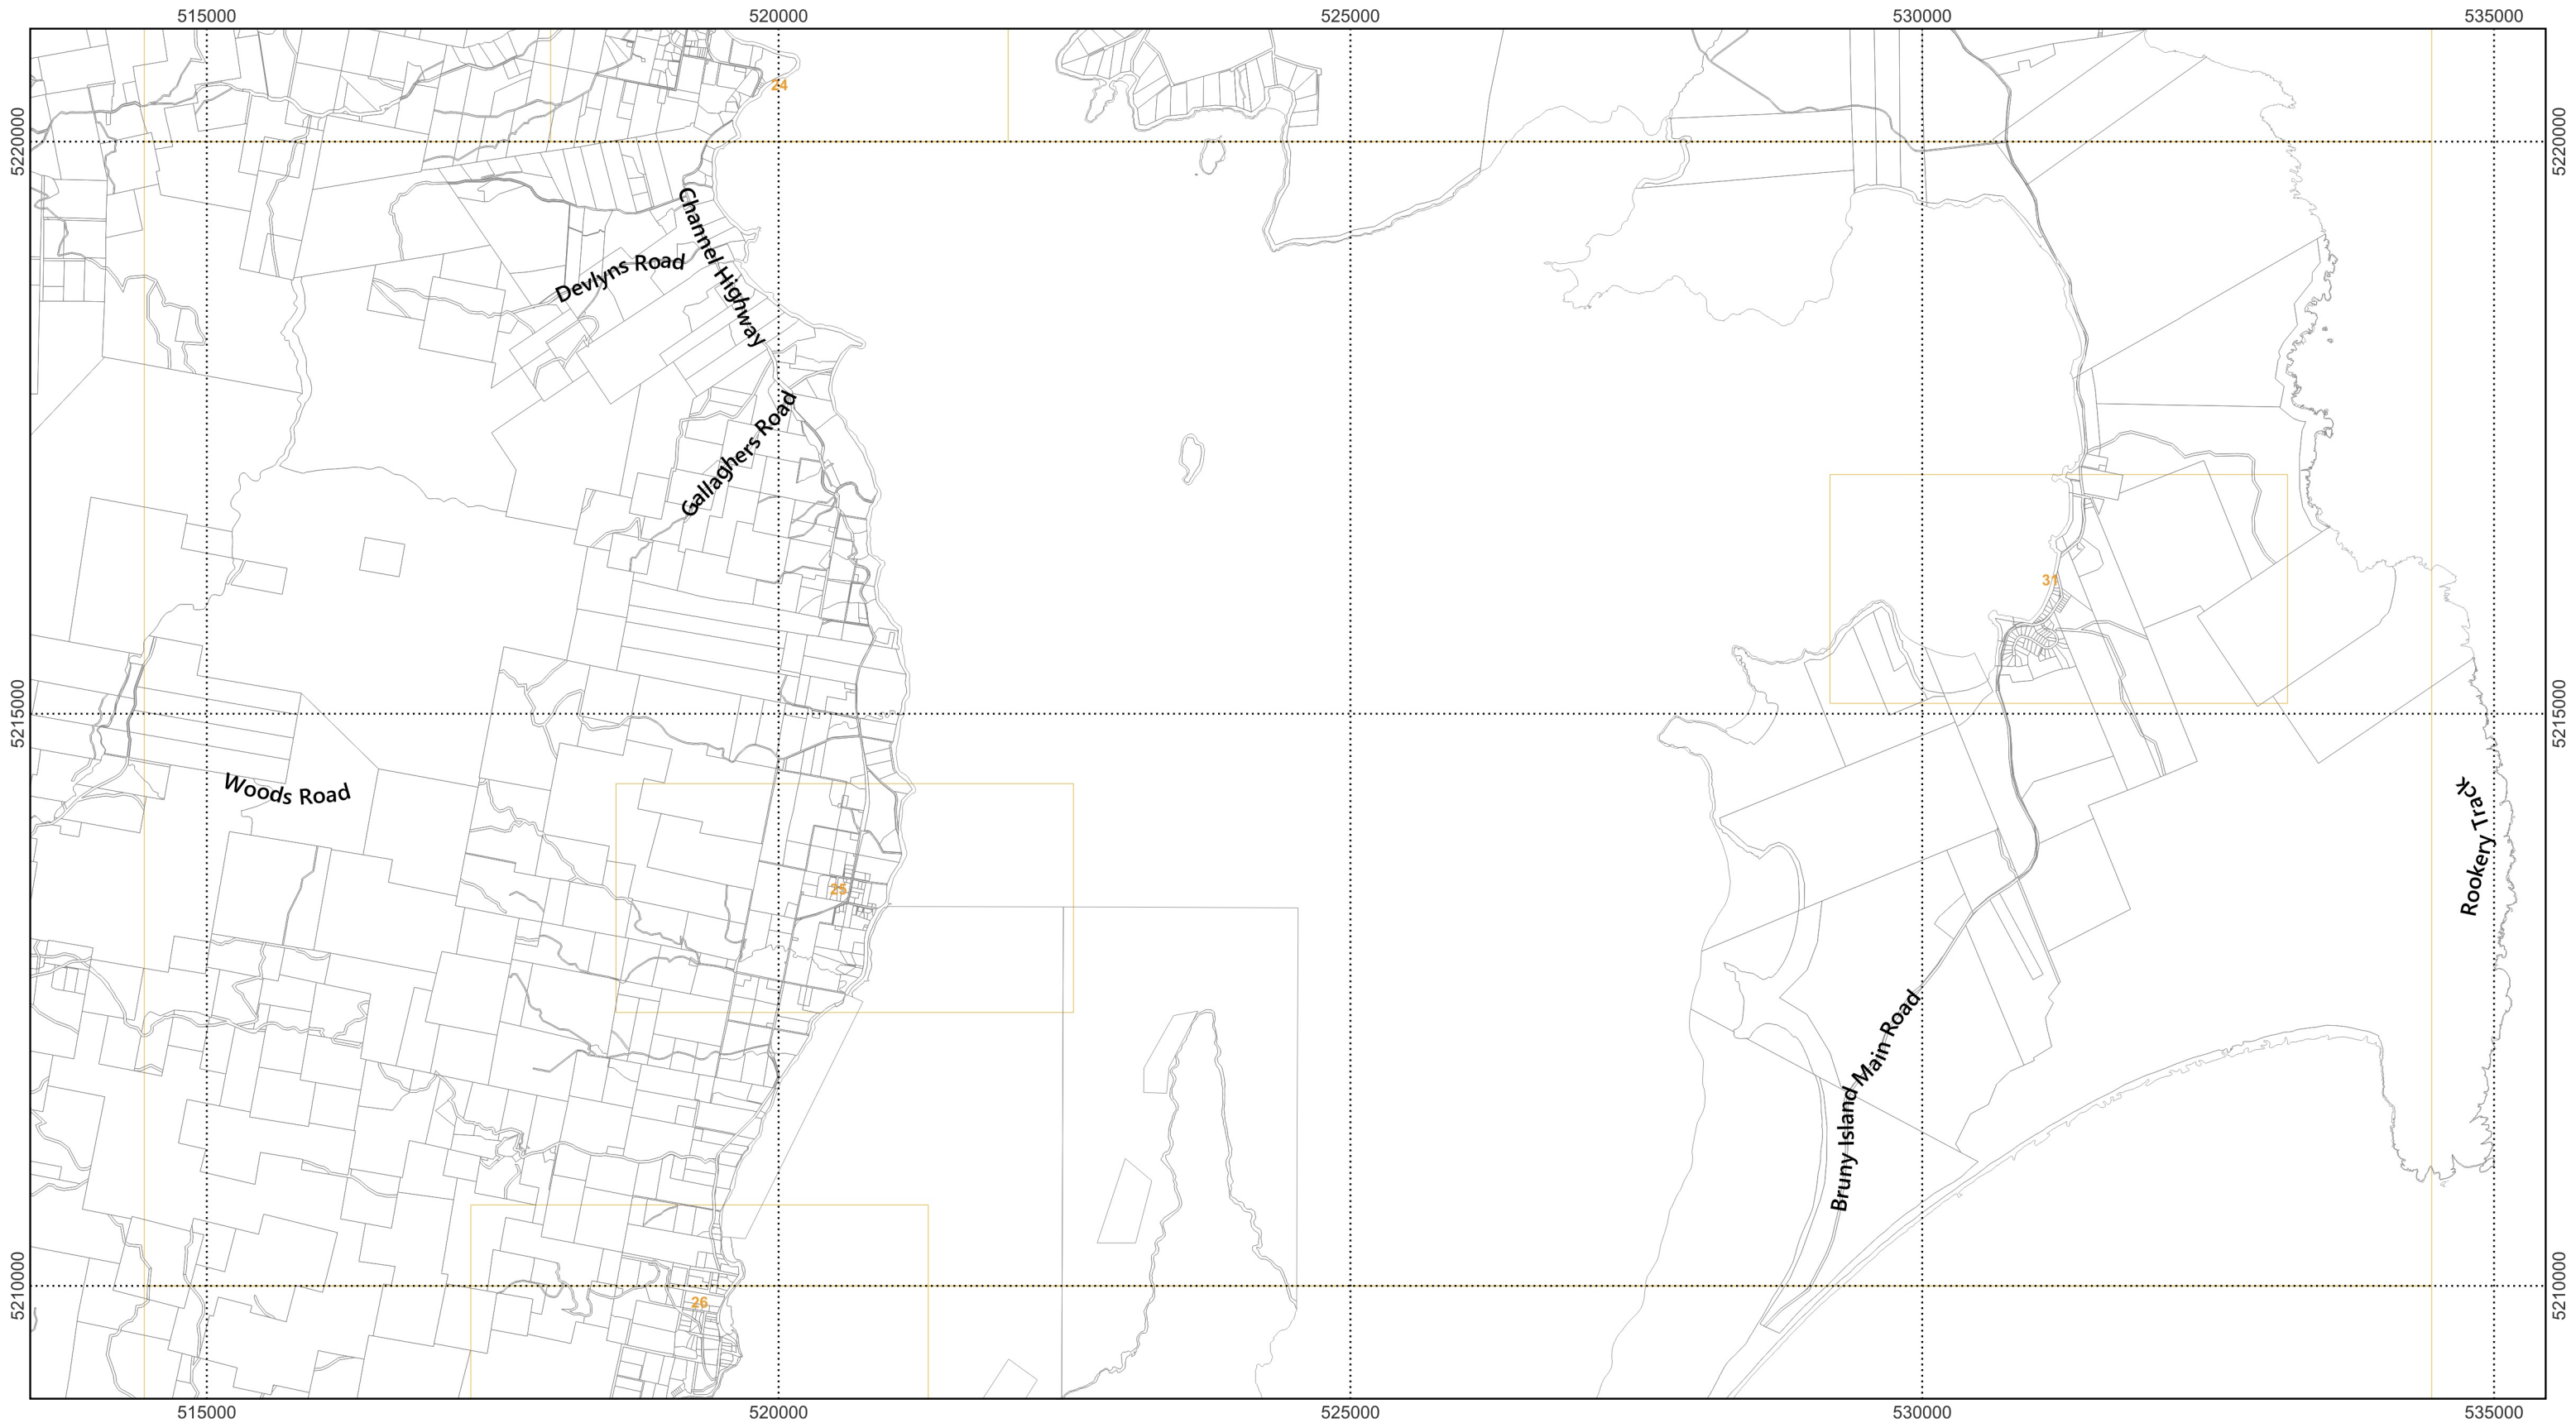 515000 520000 525000 530000 535000
24
5220000 5220000
Channel Highway
Devlyns Road
Gallaghers Road
31
5215000 5215000
Woods Road
Rookery Track
25
Bruny Island Main Road
5210000 5210000
26
515000 520000 525000 530000 535000